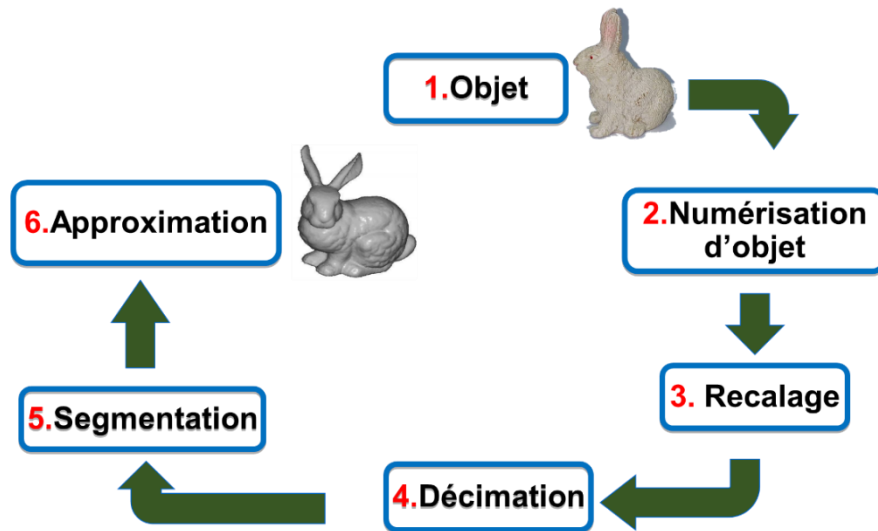 1.Objet
2.Numérisation
d'objet
3. Recalage
4.Décimation
5.Segmentation
6.Approximation